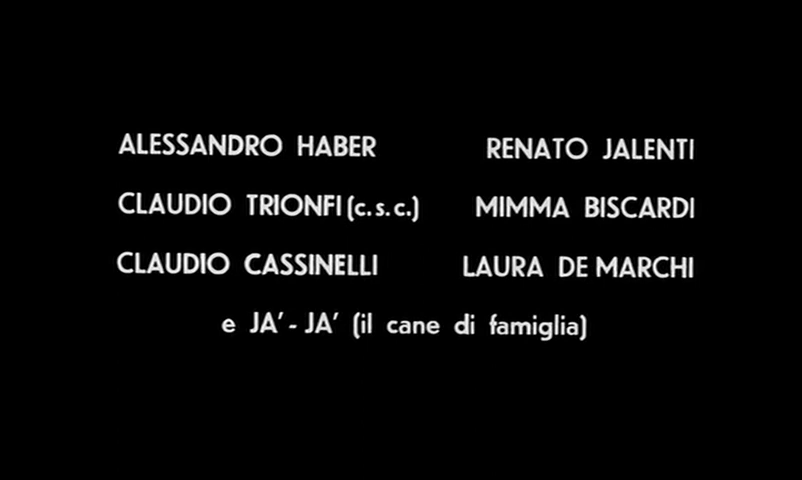 ALESSANDRO HABER RENATO JALENTI
CLAUDIO TRIONFI (c.s.c.) MIMMA BISCARDI
CLAUDIO CASSINELLI LAURA DE MARCHI
e JA'-JA' (il cane di famiglia)